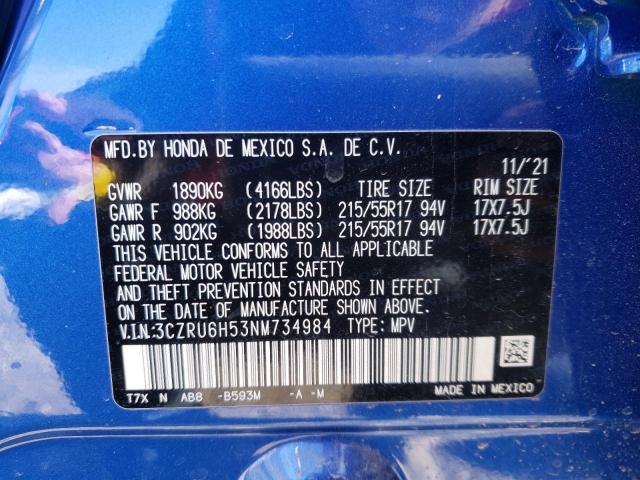 MFD.BY HONDA DE MEXICO S.A. DE C.V.
11/'21
GVWR 1890KG (4166LBS) TIRE SIZE RIM SIZE
GAWR F 988KG (2178LBS) 215/55R17 94V 17X7.5J
GAWR R 902KG (1988LBS) 215/55R17 94V 17X7.5J
THIS VEHICLE CONFORMS TO ALL APPLICABLE
FEDERAL MOTOR VEHICLE SAFETY
AND THEFT PREVENTION STANDARDS IN EFFECT
ON THE DATE OF MANUFACTURE SHOWN ABOVE.
V.I.N:3CZRU6H53NM734984 TYPE: MPV
T7X N AB8 -B593M -A -M
MADE IN MEXICO